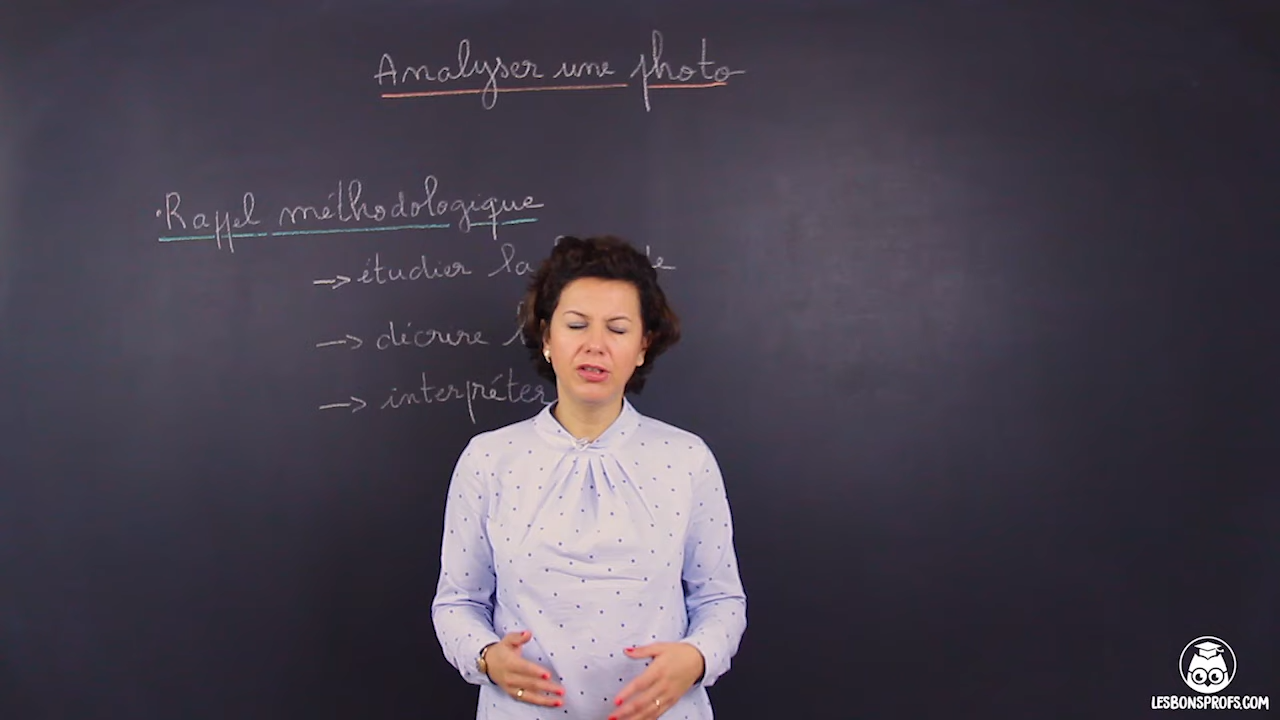 Analyser une photo
·Rappel méthodologique
→ étudier la
→ décrire
→ interpréter
LESBONSPROFS.COM